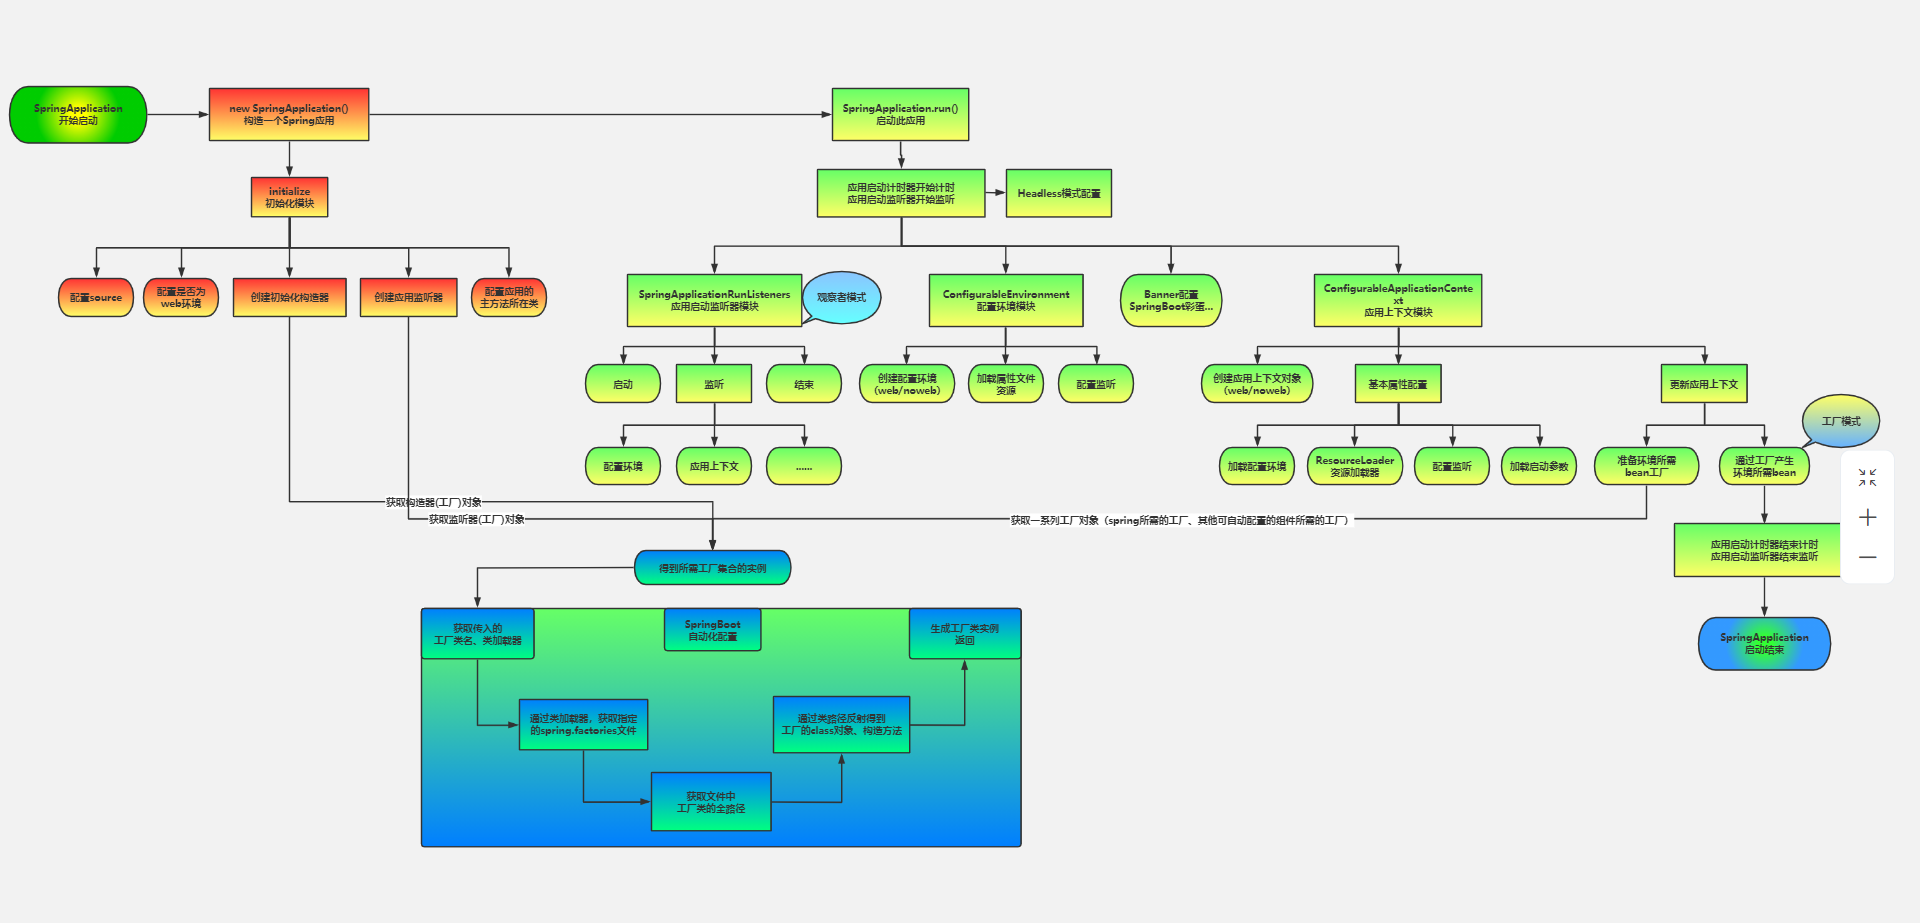 SpringApplication
开始启动
new SpringApplication()
构造一个Spring应用
SpringApplication.run()
启动此应用
initialize
初始化模块
应用启动计时器开始计时
应用启动监听器开始监听
Headless模式配置
配置source
配置是否为
web环境
创建初始化构造器
创建应用监听器
配置应用的
主方法所在类
SpringApplicationRunListeners
应用启动监听器模块
观察者模式
ConfigurableEnvironment
配置环境模块
Banner配置
SpringBoot彩蛋...
ConfigurableApplicationConte
xt
应用上下文模块
启动
监听
结束
创建配置环境
(web/noweb)
加载属性文件
资源
配置监听
创建应用上下文对象
(web/noweb)
基本属性配置
更新应用上下文
工厂模式
配置环境
应用上下文
......
加载配置环境
ResourceLoader
资源加载器
配置监听
加载启动参数
准备环境所需
bean工厂
通过工厂产生
环境所需bean
获取构造器(工厂)对象
获取监听器(工厂)对象
获取一系列工厂对象（spring所需的工厂、其他可自动配置的组件所需的工厂）
应用启动计时器结束计时
应用启动监听器结束监听
得到所需工厂集合的实例
获取传入的
工厂类名、类加载器
SpringBoot
自动化配置
生成工厂类实例
返回
SpringApplication
启动结束
通过类加载器，获取指定
的spring.factories文件
通过类路径反射得到
工厂的class对象、构造方法
获取文件中
工厂类的全路径